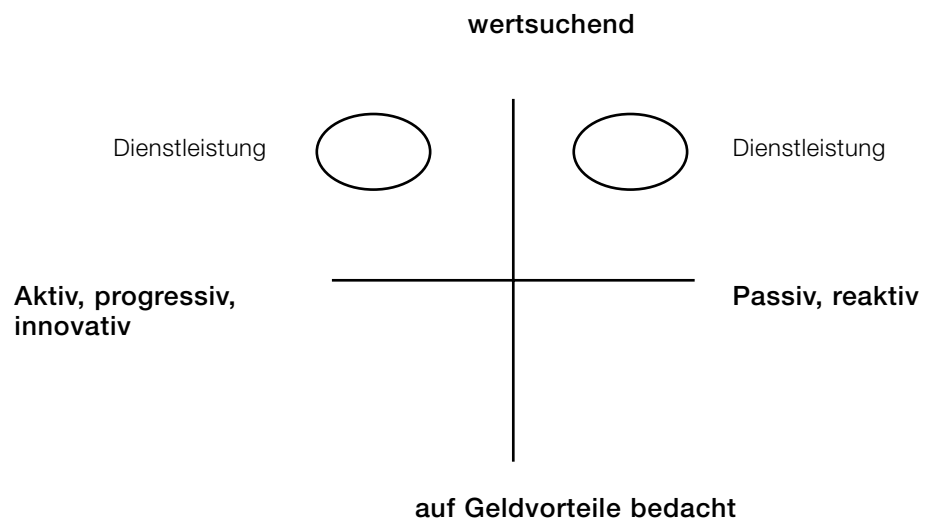 wertsuchend
Dienstleistung
Dienstleistung
Aktiv, progressiv,
innovativ
Passiv, reaktiv
auf Geldvorteile bedacht